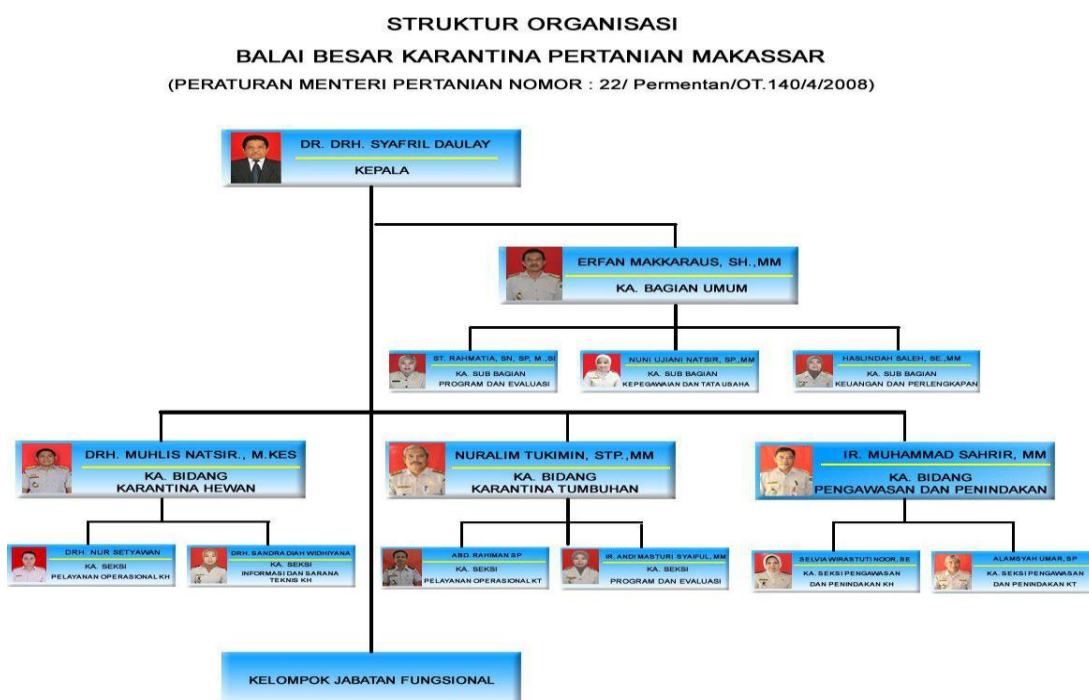 STRUKTUR ORGANISASI
BALAI BESAR KARANTINA PERTANIAN MAKASSAR
(PERATURAN MENTERI PERTANIAN NOMOR : 22/ Permentan/OT.140/4/2008)
DR. DRH. SYAFRIL DAULAY
KEPALA
ERFAN MAKKARAUS, SH.,MM
KA. BAGIAN UMUM
ST. RAHMATIA, SN, SP, M.,SI
KA. SUB BAGIAN
PROGRAM DAN EVALUASI
NUNI UJIANI NATSIR, SP.,MM
KA. SUB BAGIAN
KEPEGAWAIAN DAN TATA USAHA
HASLINDAH SALEH, SE.,MM
KA. SUB BAGIAN
KEUANGAN DAN PERLENGKAPAN
DRH. MUHLIS NATSIR., M.KES
KA. BIDANG
KARANTINA HEWAN
NURALIM TUKIMIN, STP.,MM
KA. BIDANG
KARANTINA TUMBUHAN
IR. MUHAMMAD SAHRIR, MM
KA. BIDANG
PENGAWASAN DAN PENINDAKAN
DRH. NUR SETYAWAN
KA. SEKSI
PELAYANAN OPERASIONAL KH
DRH. SANDRA DIAH WIDHIYANA
KA. SEKSI
INFORMASI DAN SARANA
TEKNIS KH
ABD. RAHIMAN SP
KA. SEKSI
PELAYANAN OPERASIONAL KT
IR. ANDI MASTURI SYAIFUL, MM
KA. SEKSI
PROGRAM DAN EVALUASI
SELVIA WIRASTUTI NOOR, SE
KA. SEKSI PENGAWASAN
DAN PENINDAKAN KH
ALAMSYAH UMAR, SP
KA. SEKSI PENGAWASAN
DAN PENINDAKAN KT
KELOMPOK JABATAN FUNGSIONAL